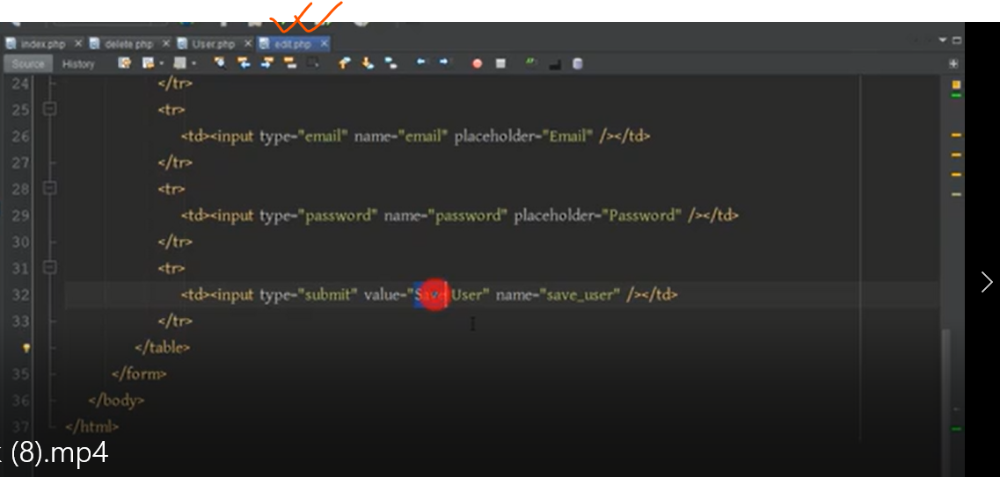 index.php delete.php User.php edit.php
Source History
24 </tr>
25 <tr>
26 <td><input type="email" name="email" placeholder="Email" /></td>
27 </tr>
28 <tr>
29 <td><input type="password" name="password" placeholder="Password" /></td>
30 </tr>
31 <tr>
32 <td><input type="submit" value="Save User" name="save_user" /></td>
33 </tr>
</table>
35 </form>
36 </body>
37 </html>
(8).mp4